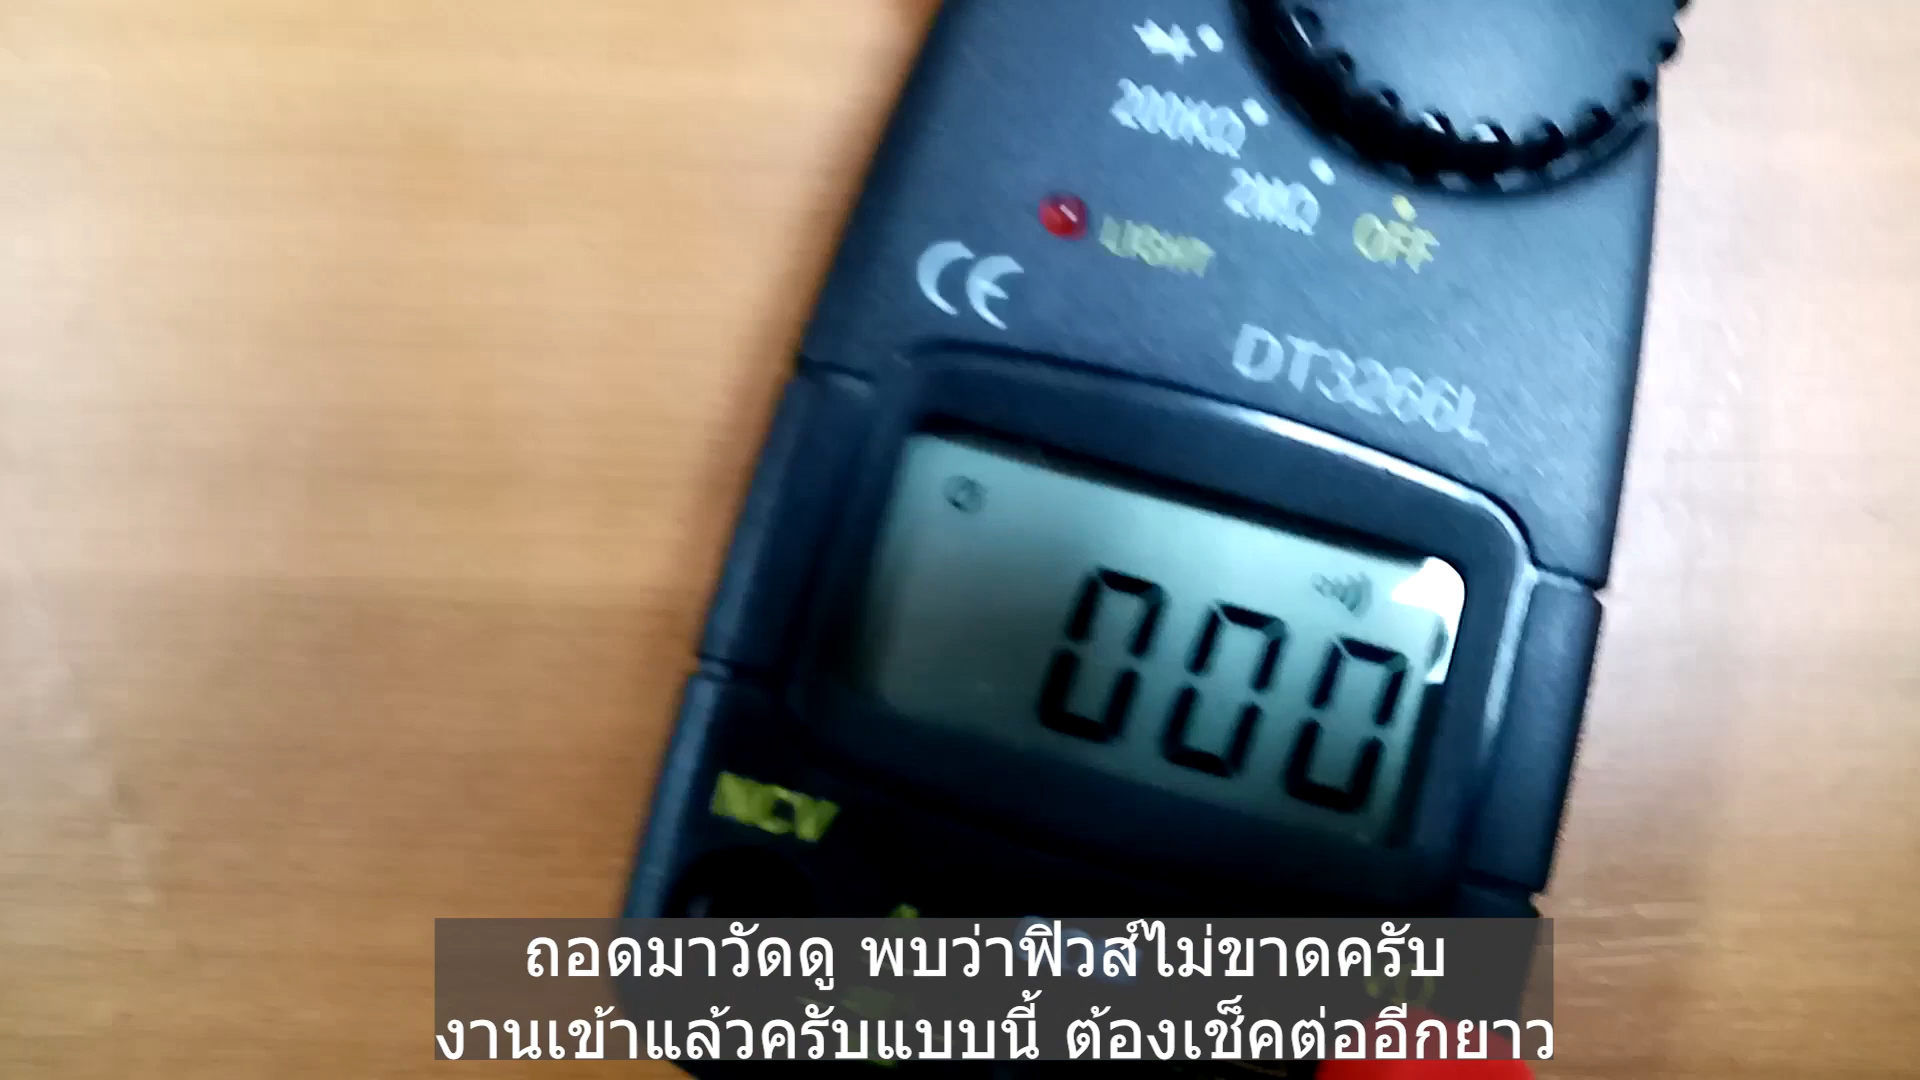 200KΩ
2MΩ
OFF
LIGHT
CE
DT3266L
000
NCV
ถอดมาวัดดู พบว่าฟิวส์ไม่ขาดครับ
งานเข้าแล้วครับแบบนี้ ต้องเช็คต่ออีกยาว